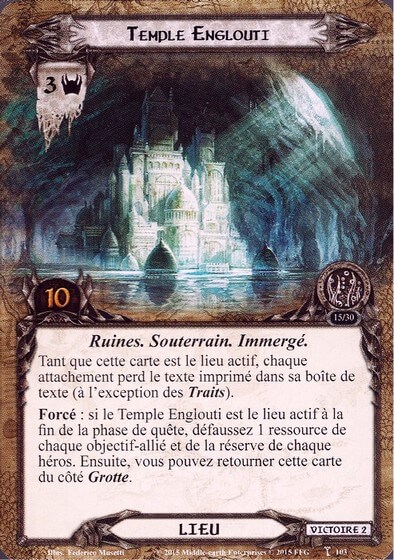 Temple Englouti
3
10
15/30
Ruines. Souterrain. Immergé.
Tant que cette carte est le lieu actif, chaque
attachement perd le texte imprimé dans sa boîte de
texte (à l'exception des Traits).
Forcé : si le Temple Englouti est le lieu actif à la
fin de la phase de quête, défaussez 1 ressource de
chaque objectif-allié et de la réserve de chaque
héros. Ensuite, vous pouvez retourner cette carte
du côté Grotte.
LIEU
VICTOIRE 2
Illus. Federico Musetti
© 2015 Middle-earth Enterprises © 2015 FFG
103